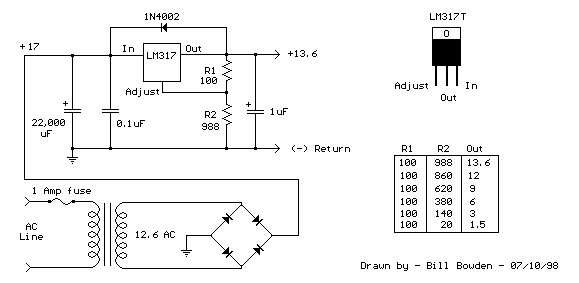 1N4002
LM317T
O
+17
In
LM317
Out
+13.6
R1
100
Adjust
Adjust
In
Out
+
22,000
uF
0.1uF
R2
988
+
1uF
(-) Return
R1 R2 Out
100 988 13.6
100 860 12
100 620 9
100 380 6
100 140 3
100 20 1.5
1 Amp fuse
AC
Line
12.6 AC
Drawn by - Bill Bowden - 07/10/98